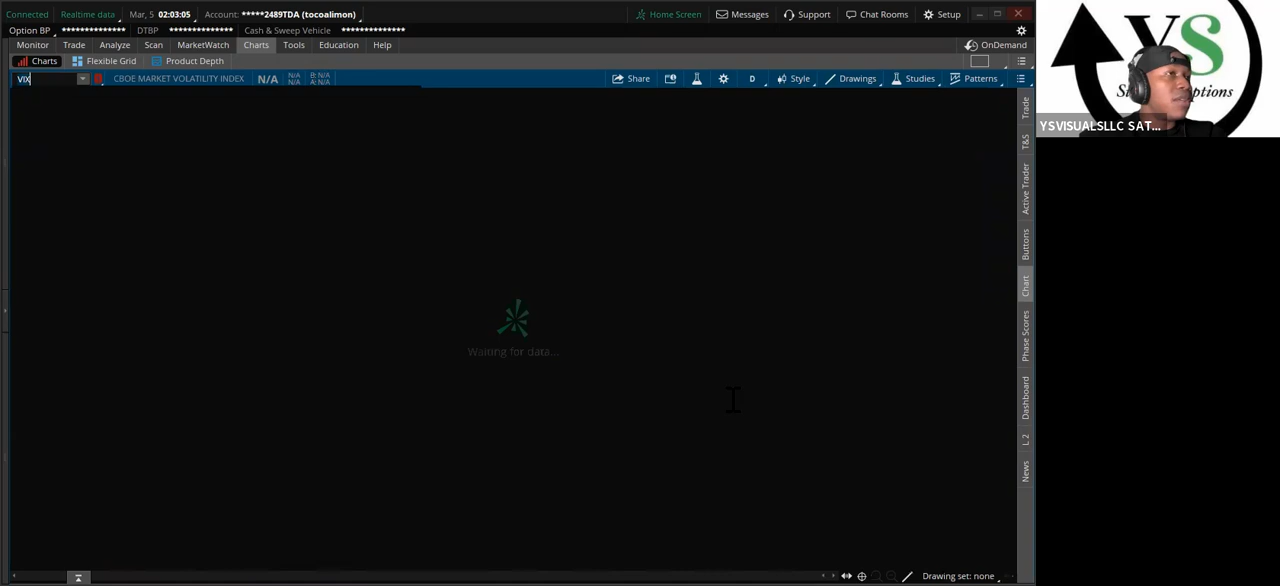 Connected Realtime data Mar, 5 02:03:05 Account: *****2489TDA (tocoalimon) Home Screen Messages Support Chat Rooms Setup
Option BP ************** DTBP ************** Cash & Sweep Vehicle **************
Monitor Trade Analyze Scan MarketWatch Charts Tools Education Help OnDemand
Charts Flexible Grid Product Depth
VIX CBOE MARKET VOLATILITY INDEX N/A N/A B: N/A Share D Style Drawings Studies Patterns
N/A A: N/A
Trade
T&S
Active Trader
Buttons
Chart
Phase Scores
Dashboard
L 2
News
Waiting for data...
Drawing set: none
YS
ptions
YSVISUALSLLC SAT...